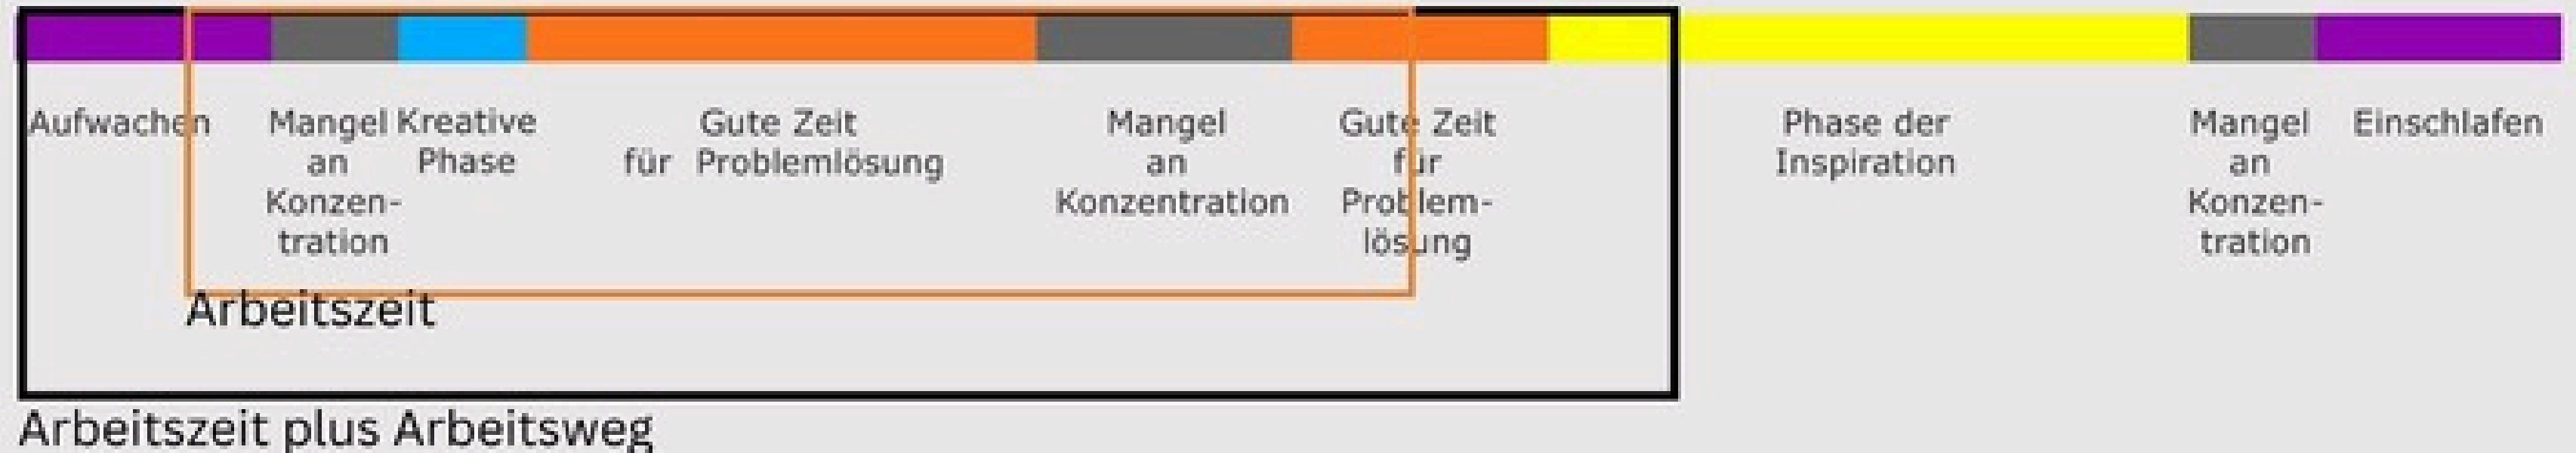 Aufwachen
Mangel
an
Konzen-
tration
Kreative
Phase
Gute Zeit
für Problemlösung
Mangel
an
Konzentration
Gute Zeit
für
Problem-
lösung
Phase der
Inspiration
Mangel
an
Konzen-
tration
Einschlafen
Arbeitszeit
Arbeitszeit plus Arbeitsweg